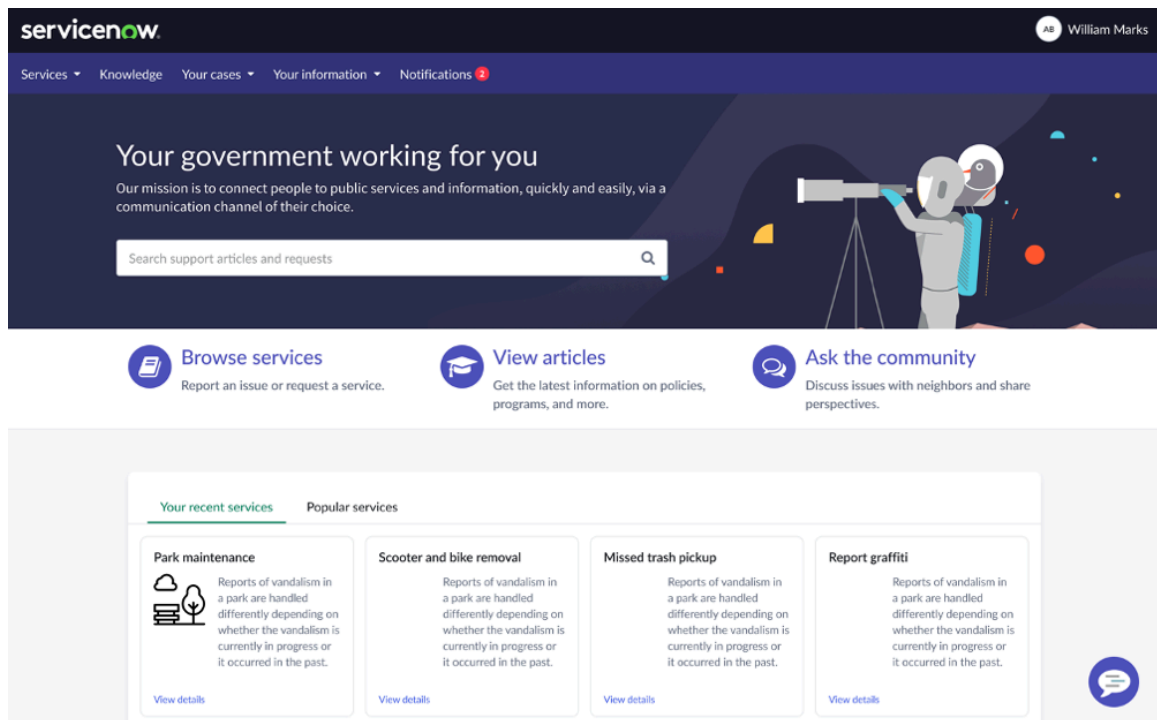 servicenow.
AB William Marks
Services Knowledge Your cases Your information Notifications 2
Your government working for you
Our mission is to connect people to public services and information, quickly and easily, via a
communication channel of their choice.
Search support articles and requests
Browse services
Report an issue or request a service.
View articles
Get the latest information on policies,
programs, and more.
Ask the community
Discuss issues with neighbors and share
perspectives.
Your recent services Popular services
Park maintenance
Reports of vandalism in
a park are handled
differently depending on
whether the vandalism is
currently in progress or
it occurred in the past.
View details
Scooter and bike removal
Reports of vandalism in
a park are handled
differently depending on
whether the vandalism is
currently in progress or
it occurred in the past.
View details
Missed trash pickup
Reports of vandalism in
a park are handled
differently depending on
whether the vandalism is
currently in progress or
it occurred in the past.
View details
Report graffiti
Reports of vandalism in
a park are handled
differently depending on
whether the vandalism is
currently in progress or
it occurred in the past.
View details